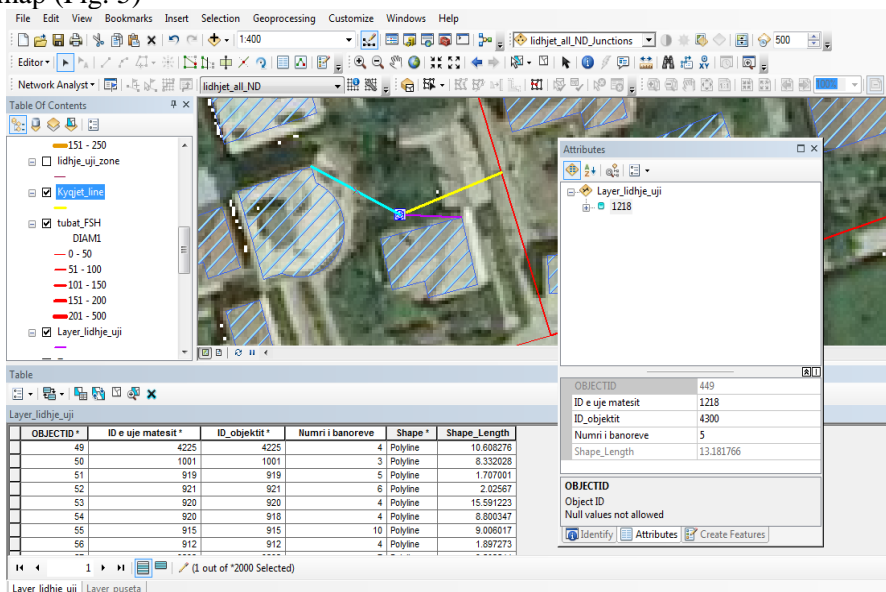 map (Fig. 5)
File Edit View Bookmarks Insert Selection Geoprocessing Customize Windows Help
1:400
lidhjet_all_ND_Junctions
500
Editor
Network Analyst
lidhjet_all_ND
100%
Table Of Contents
151 - 250
lidhje_uji_zone
Kyqjet_line
tubat_FSH
DIAM1
0 - 50
51 - 100
101 - 150
151 - 200
201 - 500
Layer_lidhje_uji
Attributes
Layer_lidhje_uji
1218
OBJECTID 449
ID e uje matesit 1218
ID_objektit 4300
Numri i banoreve 5
Shape_Length 13.181766
OBJECTID
Object ID
Null values not allowed
Identify Attributes Create Features
Table
Layer_lidhje_uji
OBJECTID * ID e uje matesit * ID_objektit * Numri i banoreve Shape * Shape_Length
49 4225 4225 4 Polyline 10.608276
50 1001 1001 3 Polyline 8.332028
51 919 919 5 Polyline 1.707001
52 921 921 6 Polyline 2.02567
53 920 920 4 Polyline 15.591223
54 920 918 4 Polyline 8.800347
55 915 915 10 Polyline 9.006017
56 912 912 4 Polyline 1.897273
1 (1 out of *2000 Selected)
Layer_lidhje_uji Layer_puseta